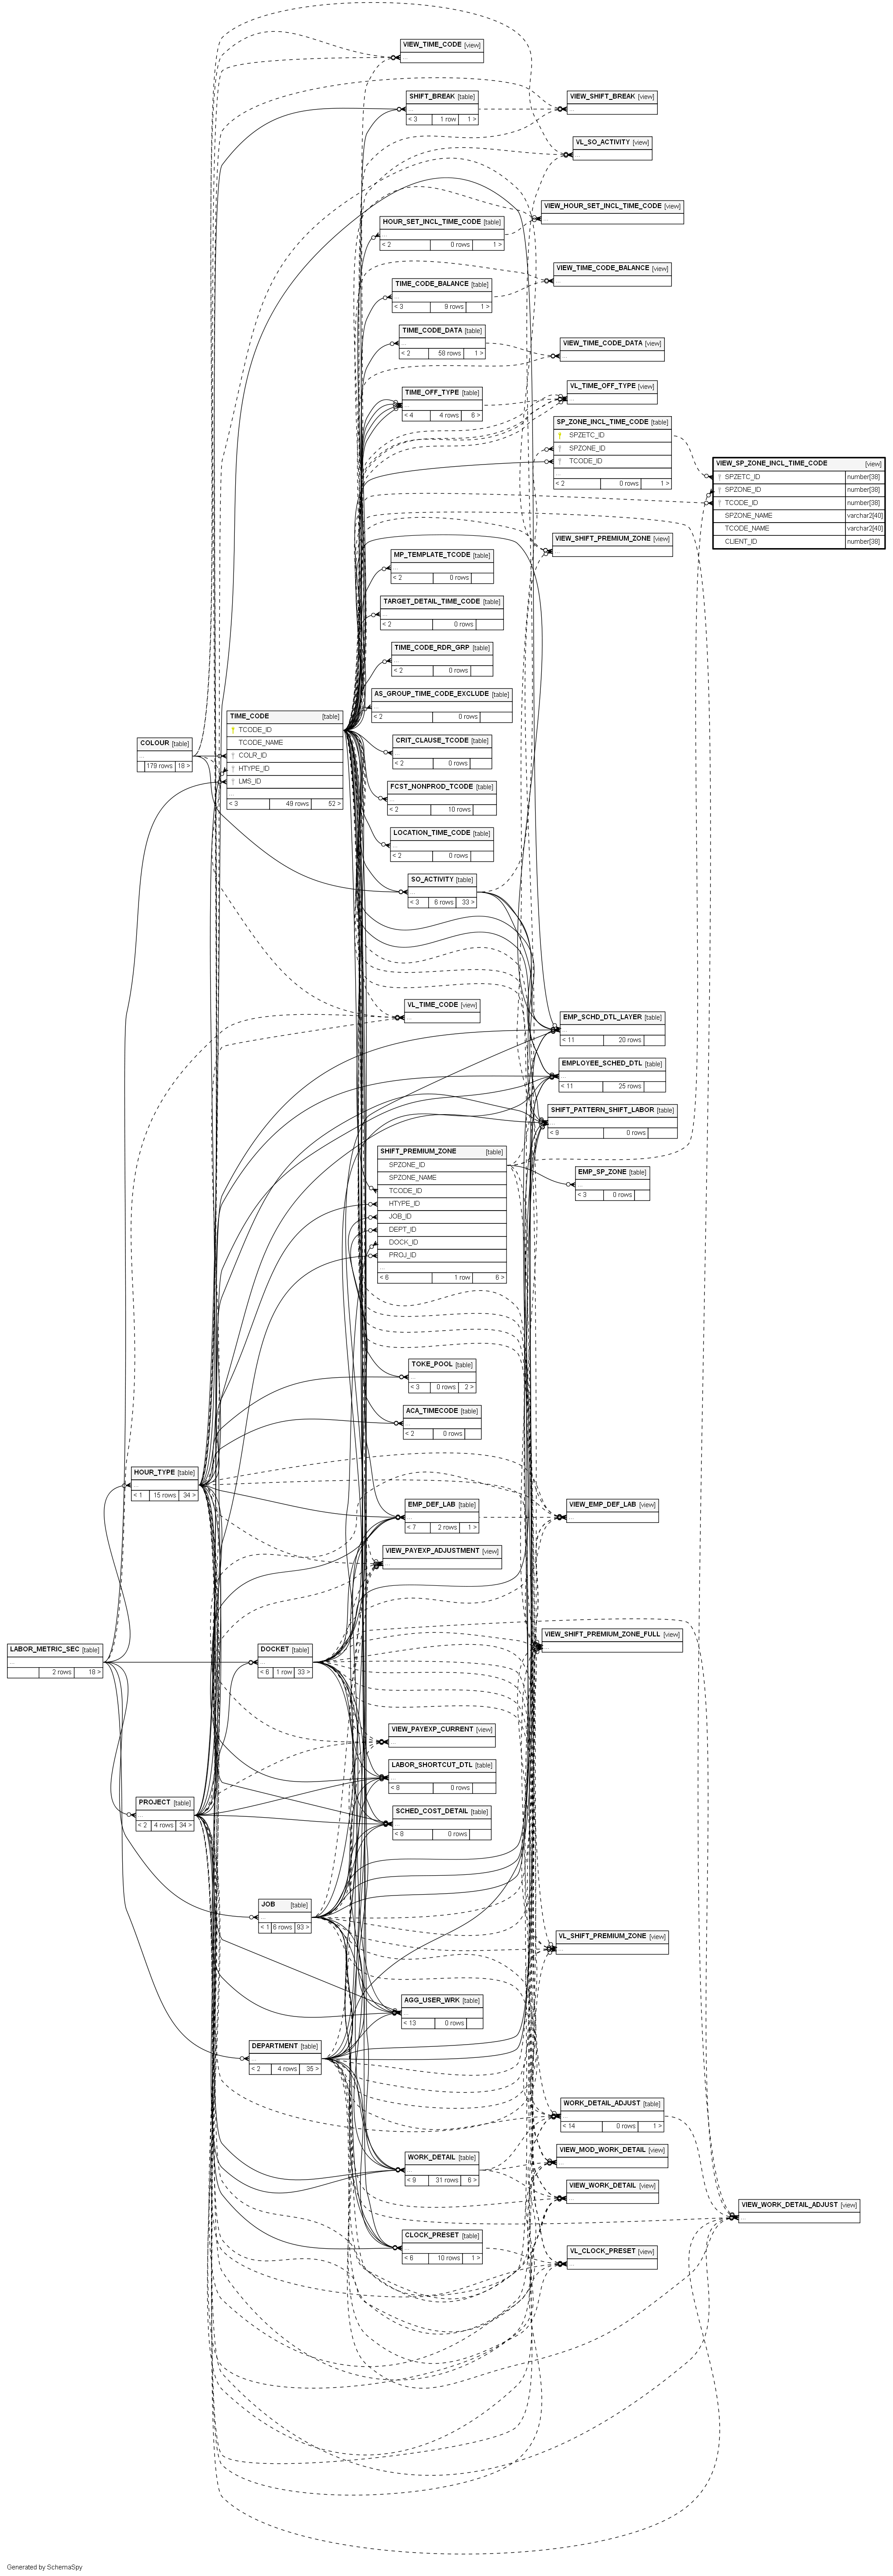 VIEW_TIME_CODE [view]
...
SHIFT_BREAK [table]
...
< 3 1 row 1 >
VIEW_SHIFT_BREAK [view]
...
VL_SO_ACTIVITY [view]
...
VIEW_HOUR_SET_INCL_TIME_CODE [view]
...
HOUR_SET_INCL_TIME_CODE [table]
...
< 2 0 rows 1 >
VIEW_TIME_CODE_BALANCE [view]
...
TIME_CODE_BALANCE [table]
...
< 3 9 rows 1 >
TIME_CODE_DATA [table]
...
< 2 58 rows 1 >
VIEW_TIME_CODE_DATA [view]
...
VL_TIME_OFF_TYPE [view]
...
TIME_OFF_TYPE [table]
...
< 4 4 rows 6 >
SP_ZONE_INCL_TIME_CODE [table]
SPZETC_ID
SPZONE_ID
TCODE_ID
...
< 2 0 rows 1 >
VIEW_SP_ZONE_INCL_TIME_CODE [view]
SPZETC_ID number[38]
SPZONE_ID number[38]
TCODE_ID number[38]
SPZONE_NAME varchar2[40]
TCODE_NAME varchar2[40]
CLIENT_ID number[38]
VIEW_SHIFT_PREMIUM_ZONE [view]
...
MP_TEMPLATE_TCODE [table]
...
< 2 0 rows
TARGET_DETAIL_TIME_CODE [table]
...
< 2 0 rows
TIME_CODE_RDR_GRP [table]
...
< 2 0 rows
AS_GROUP_TIME_CODE_EXCLUDE [table]
...
< 2 0 rows
TIME_CODE [table]
TCODE_ID
TCODE_NAME
COLR_ID
HTYPE_ID
LMS_ID
...
< 3 49 rows 52 >
COLOUR [table]
...
179 rows 18 >
CRIT_CLAUSE_TCODE [table]
...
< 2 0 rows
FCST_NONPROD_TCODE [table]
...
< 2 10 rows
LOCATION_TIME_CODE [table]
...
< 2 0 rows
SO_ACTIVITY [table]
...
< 3 6 rows 33 >
VL_TIME_CODE [view]
...
EMP_SCHD_DTL_LAYER [table]
...
< 11 20 rows
EMPLOYEE_SCHED_DTL [table]
...
< 11 25 rows
SHIFT_PATTERN_SHIFT_LABOR [table]
...
< 9 0 rows
SHIFT_PREMIUM_ZONE [table]
SPZONE_ID
SPZONE_NAME
TCODE_ID
HTYPE_ID
JOB_ID
DEPT_ID
DOCK_ID
PROJ_ID
...
< 6 1 row 6 >
EMP_SP_ZONE [table]
...
< 3 0 rows
TOKE_POOL [table]
...
< 3 0 rows 2 >
ACA_TIMECODE [table]
...
< 2 0 rows
HOUR_TYPE [table]
...
< 1 15 rows 34 >
EMP_DEF_LAB [table]
...
< 7 2 rows 1 >
VIEW_EMP_DEF_LAB [view]
...
VIEW_PAYEXP_ADJUSTMENT [view]
...
VIEW_SHIFT_PREMIUM_ZONE_FULL [view]
...
LABOR_METRIC_SEC [table]
...
2 rows 18 >
DOCKET [table]
...
< 6 1 row 33 >
VIEW_PAYEXP_CURRENT [view]
...
LABOR_SHORTCUT_DTL [table]
...
< 8 0 rows
PROJECT [table]
...
< 2 4 rows 34 >
SCHED_COST_DETAIL [table]
...
< 8 0 rows
JOB [table]
...
< 1 6 rows 93 >
VL_SHIFT_PREMIUM_ZONE [view]
...
AGG_USER_WRK [table]
...
< 13 0 rows
DEPARTMENT [table]
...
< 2 4 rows 35 >
WORK_DETAIL_ADJUST [table]
...
< 14 0 rows 1 >
VIEW_MOD_WORK_DETAIL [view]
...
WORK_DETAIL [table]
...
< 9 31 rows 6 >
VIEW_WORK_DETAIL [view]
...
VIEW_WORK_DETAIL_ADJUST [view]
...
CLOCK_PRESET [table]
...
< 6 10 rows 1 >
VL_CLOCK_PRESET [view]
...
Generated by SchemaSpy